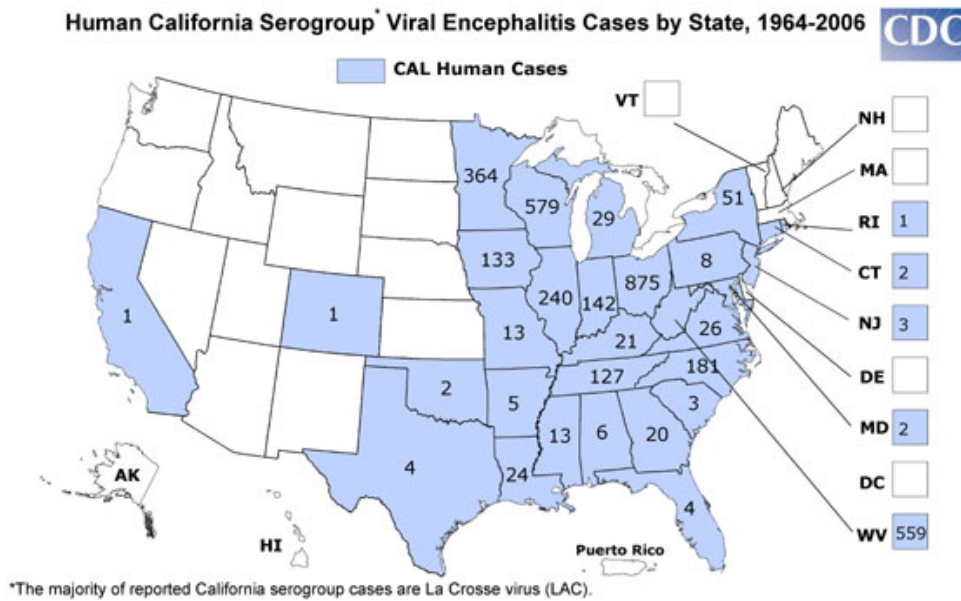 Human California Serogroup* Viral Encephalitis Cases by State, 1964-2006
CDC
CAL Human Cases
VT
NH
MA
RI 1
CT 2
NJ 3
DE
MD 2
DC
WV 559
364
579
29
51
133
240
142
875
8
1
1
13
21
26
127
181
2
5
3
13
6
20
4
24
4
AK
HI
Puerto Rico
*The majority of reported California serogroup cases are La Crosse virus (LAC).